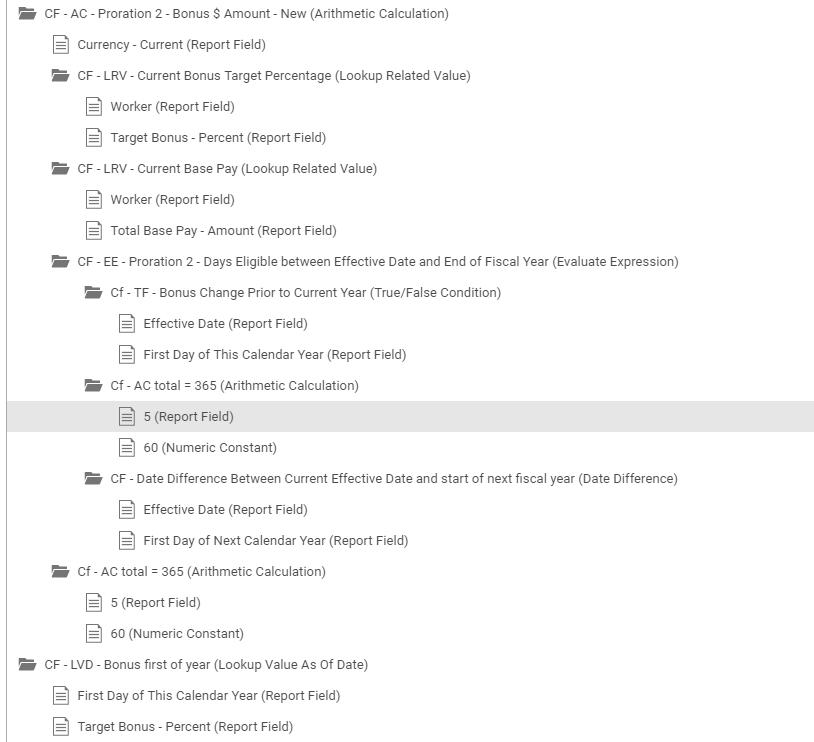 CF - AC - Proration 2 - Bonus $ Amount - New (Arithmetic Calculation)
Currency - Current (Report Field)
CF - LRV - Current Bonus Target Percentage (Lookup Related Value)
Worker (Report Field)
Target Bonus - Percent (Report Field)
CF - LRV - Current Base Pay (Lookup Related Value)
Worker (Report Field)
Total Base Pay - Amount (Report Field)
CF - EE - Proration 2 - Days Eligible between Effective Date and End of Fiscal Year (Evaluate Expression)
Cf - TF - Bonus Change Prior to Current Year (True/False Condition)
Effective Date (Report Field)
First Day of This Calendar Year (Report Field)
Cf - AC total = 365 (Arithmetic Calculation)
5 (Report Field)
60 (Numeric Constant)
CF - Date Difference Between Current Effective Date and start of next fiscal year (Date Difference)
Effective Date (Report Field)
First Day of Next Calendar Year (Report Field)
Cf - AC total = 365 (Arithmetic Calculation)
5 (Report Field)
60 (Numeric Constant)
CF - LVD - Bonus first of year (Lookup Value As Of Date)
First Day of This Calendar Year (Report Field)
Target Bonus - Percent (Report Field)